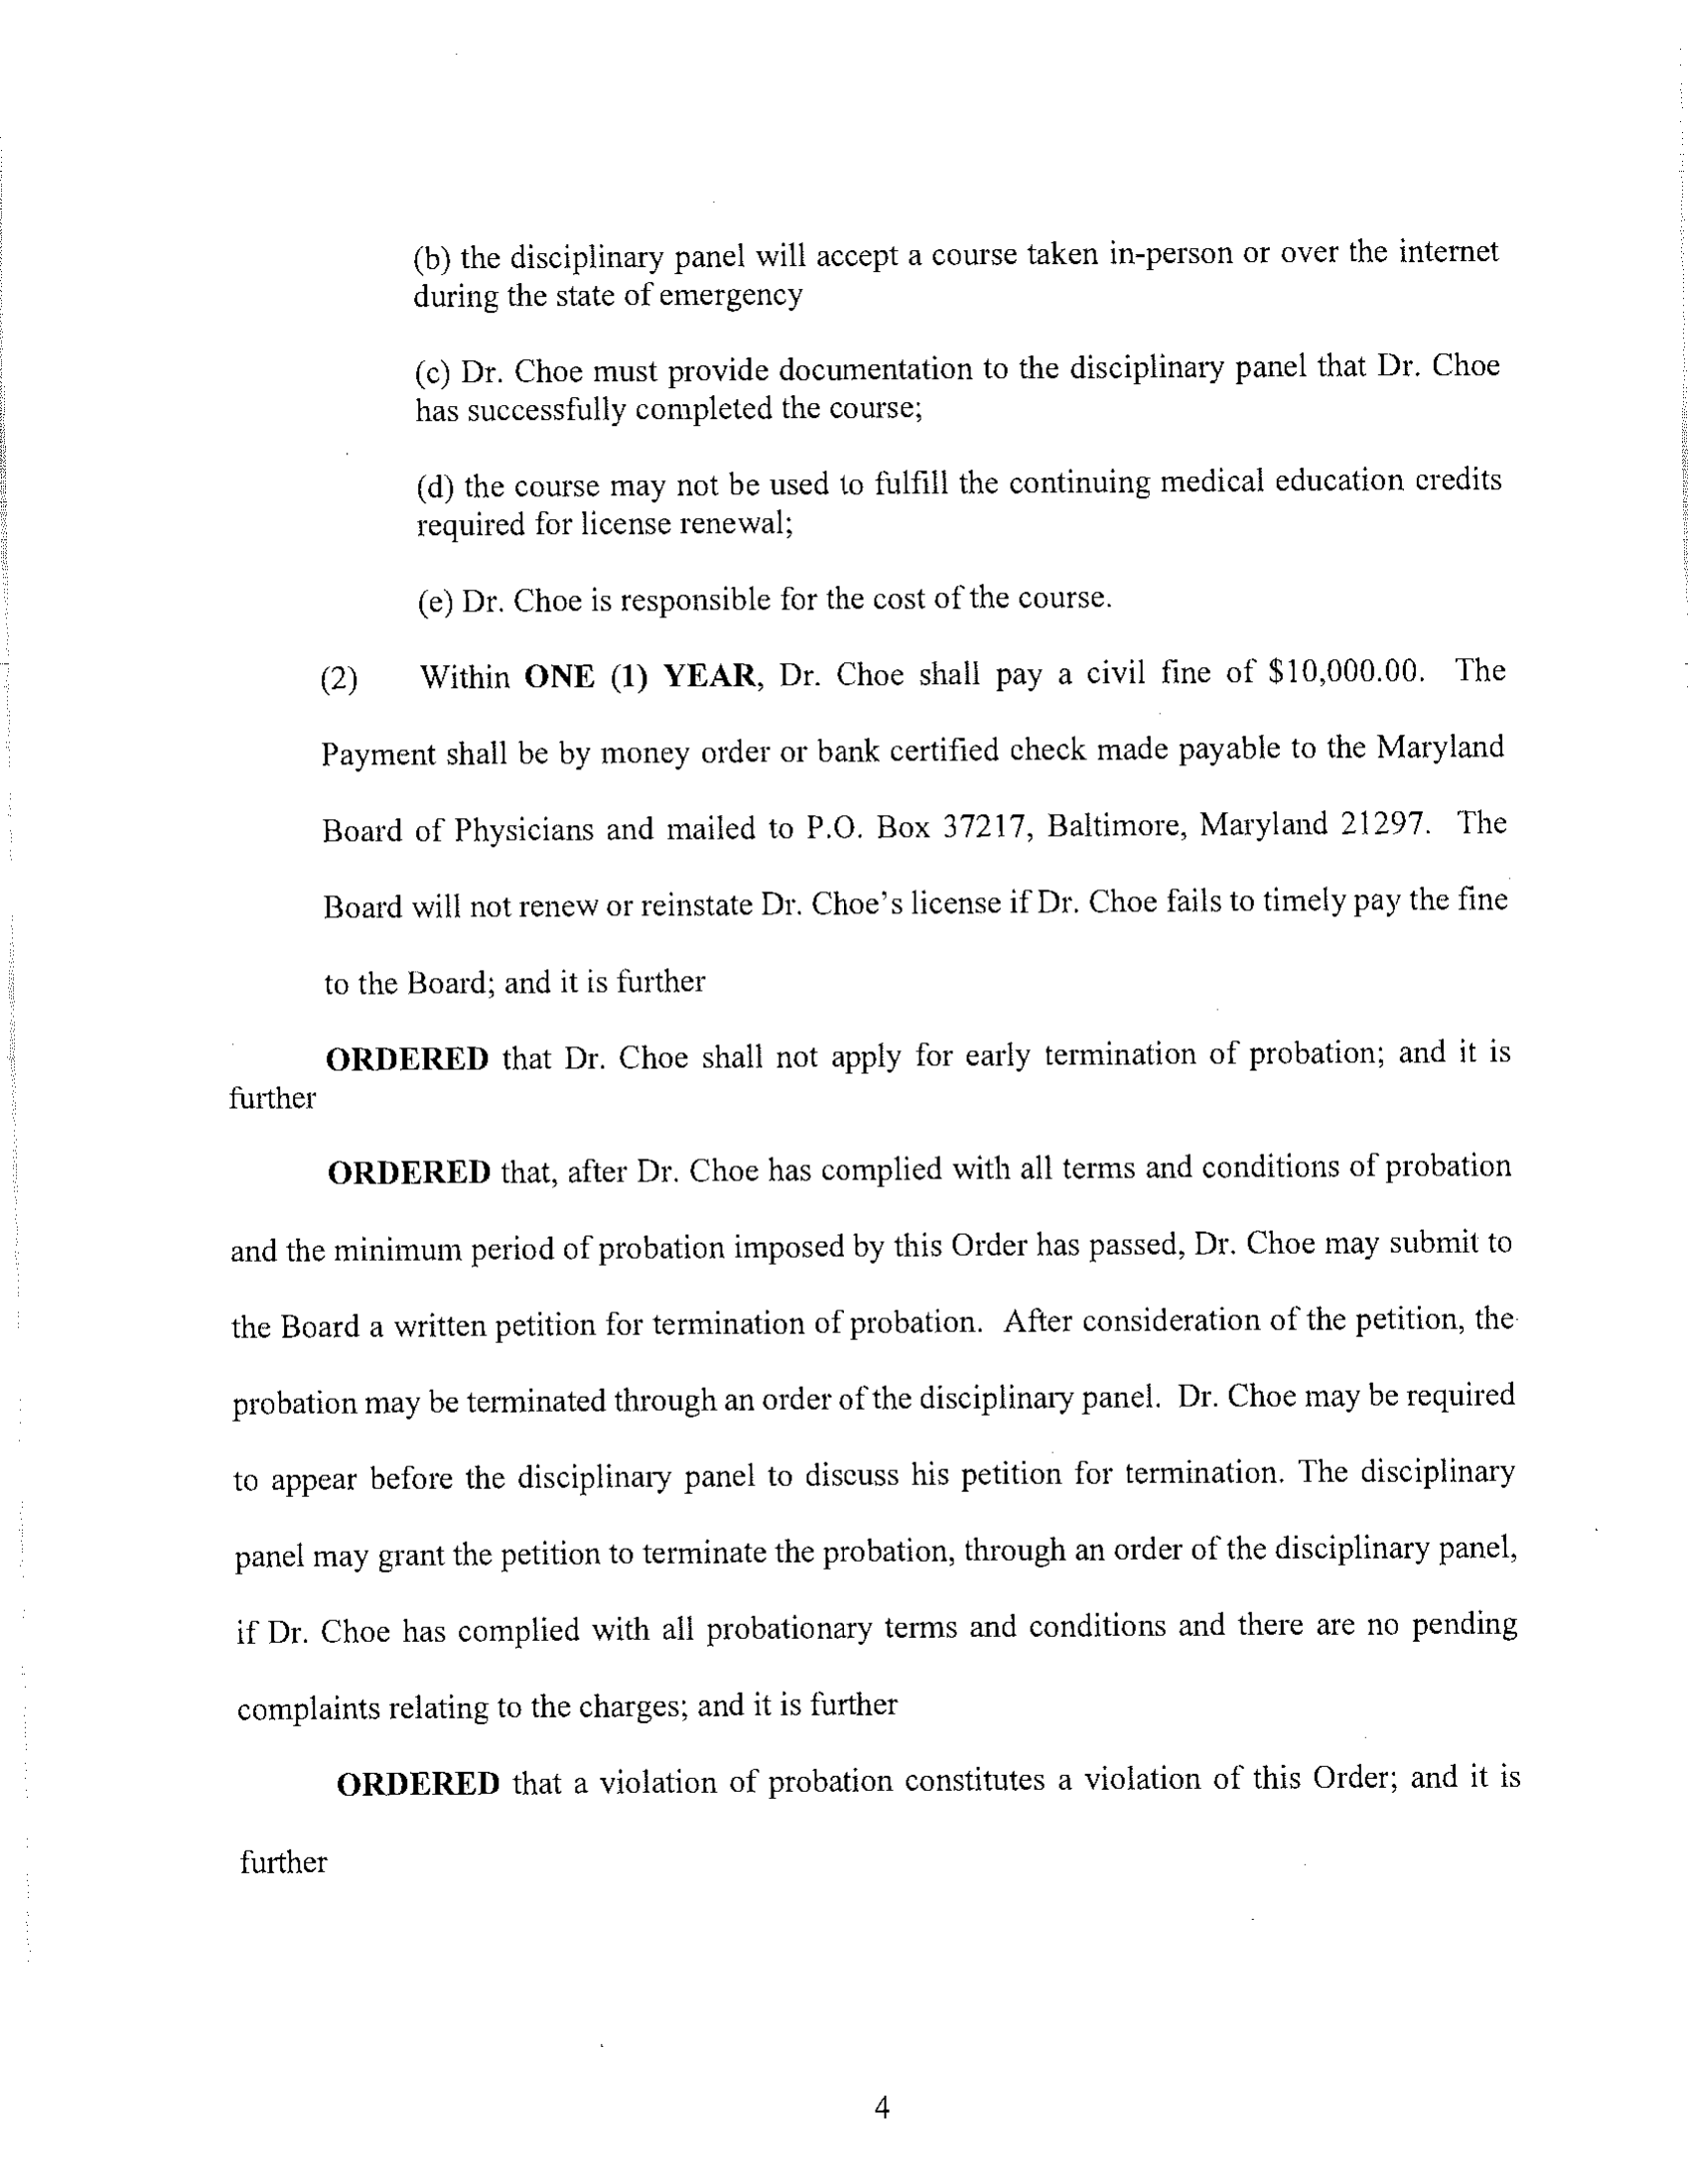 (b) the disciplinary panel will accept a course taken in-person or over the internet
during the state of emergency
(c) Dr. Choe must provide documentation to the disciplinary panel that Dr. Choe
has successfully completed the course;
(d) the course may not be used to fulfill the continuing medical education credits
required for license renewal;
(e) Dr. Choe is responsible for the cost of the course.
(2) Within ONE (1) YEAR, Dr. Choe shall pay a civil fine of $10,000.00. The
Payment shall be by money order or bank certified check made payable to the Maryland
Board of Physicians and mailed to P.O. Box 37217, Baltimore, Maryland 21297. The
Board will not renew or reinstate Dr. Choe's license if Dr. Choe fails to timely pay the fine
to the Board; and it is further
ORDERED that Dr. Choe shall not apply for early termination of probation; and it is
further
ORDERED that, after Dr. Choe has complied with all terms and conditions of probation
and the minimum period of probation imposed by this Order has passed, Dr. Choe may submit to
the Board a written petition for termination of probation. After consideration of the petition, the
probation may be terminated through an order of the disciplinary panel. Dr. Choe may be required
to appear before the disciplinary panel to discuss his petition for termination. The disciplinary
panel may grant the petition to terminate the probation, through an order of the disciplinary panel,
if Dr. Choe has complied with all probationary terms and conditions and there are no pending
complaints relating to the charges; and it is further
ORDERED that a violation of probation constitutes a violation of this Order; and it is
further
4